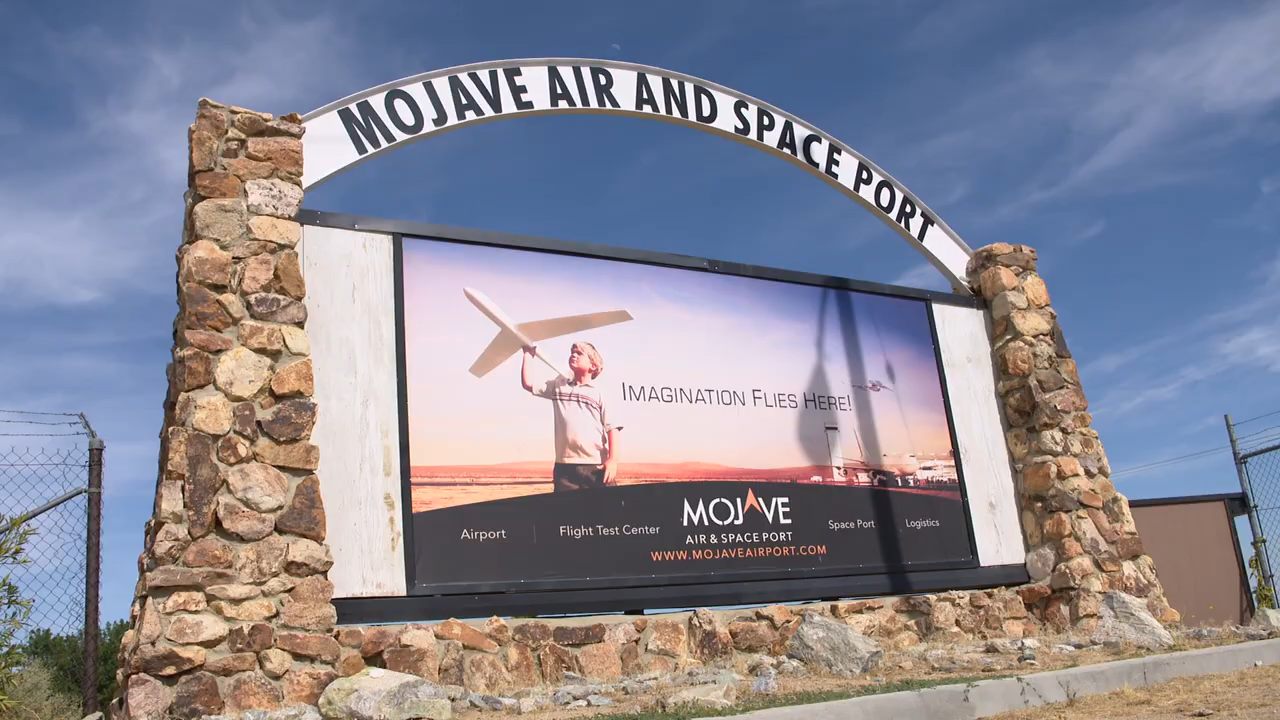 MOJAVE AIR AND SPACE PORT
IMAGINATION FLIES HERE!
MOJAVE
AIR & SPACE PORT
Airport
Flight Test Center
Space Port
Logistics
WWW.MOJAVEAIRPORT.COM